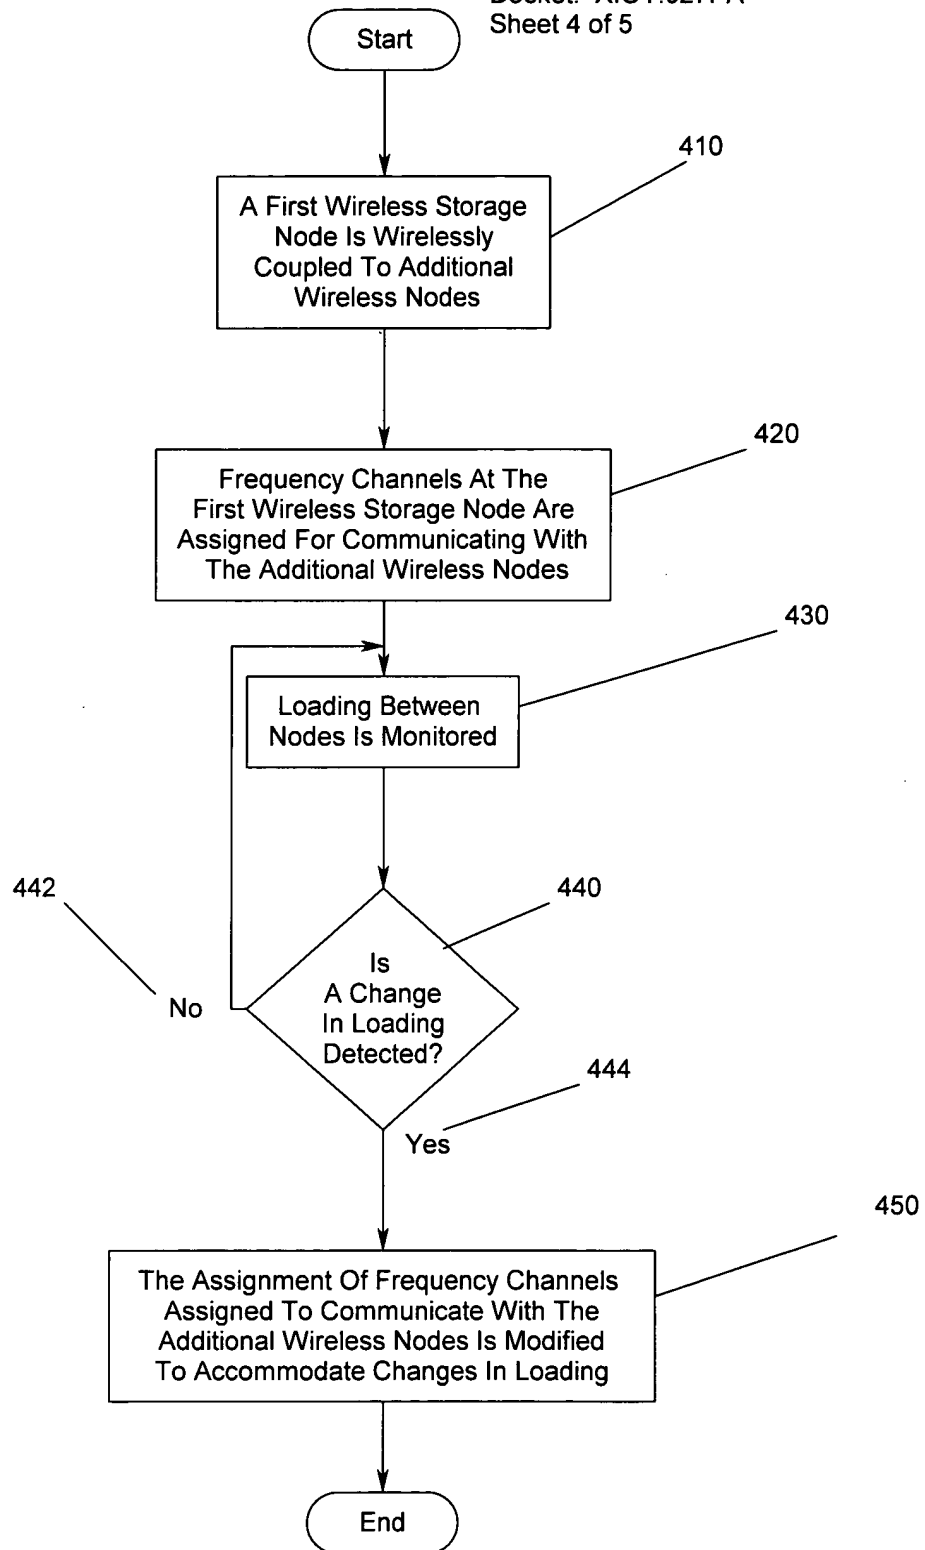 Sheet 4 of 5
Start
410
A First Wireless Storage
Node Is Wirelessly
Coupled To Additional
Wireless Nodes
420
Frequency Channels At The
First Wireless Storage Node Are
Assigned For Communicating With
The Additional Wireless Nodes
430
Loading Between
Nodes Is Monitored
442
440
Is
A Change
In Loading
Detected?
No
444
Yes
450
The Assignment Of Frequency Channels
Assigned To Communicate With The
Additional Wireless Nodes Is Modified
To Accommodate Changes In Loading
End